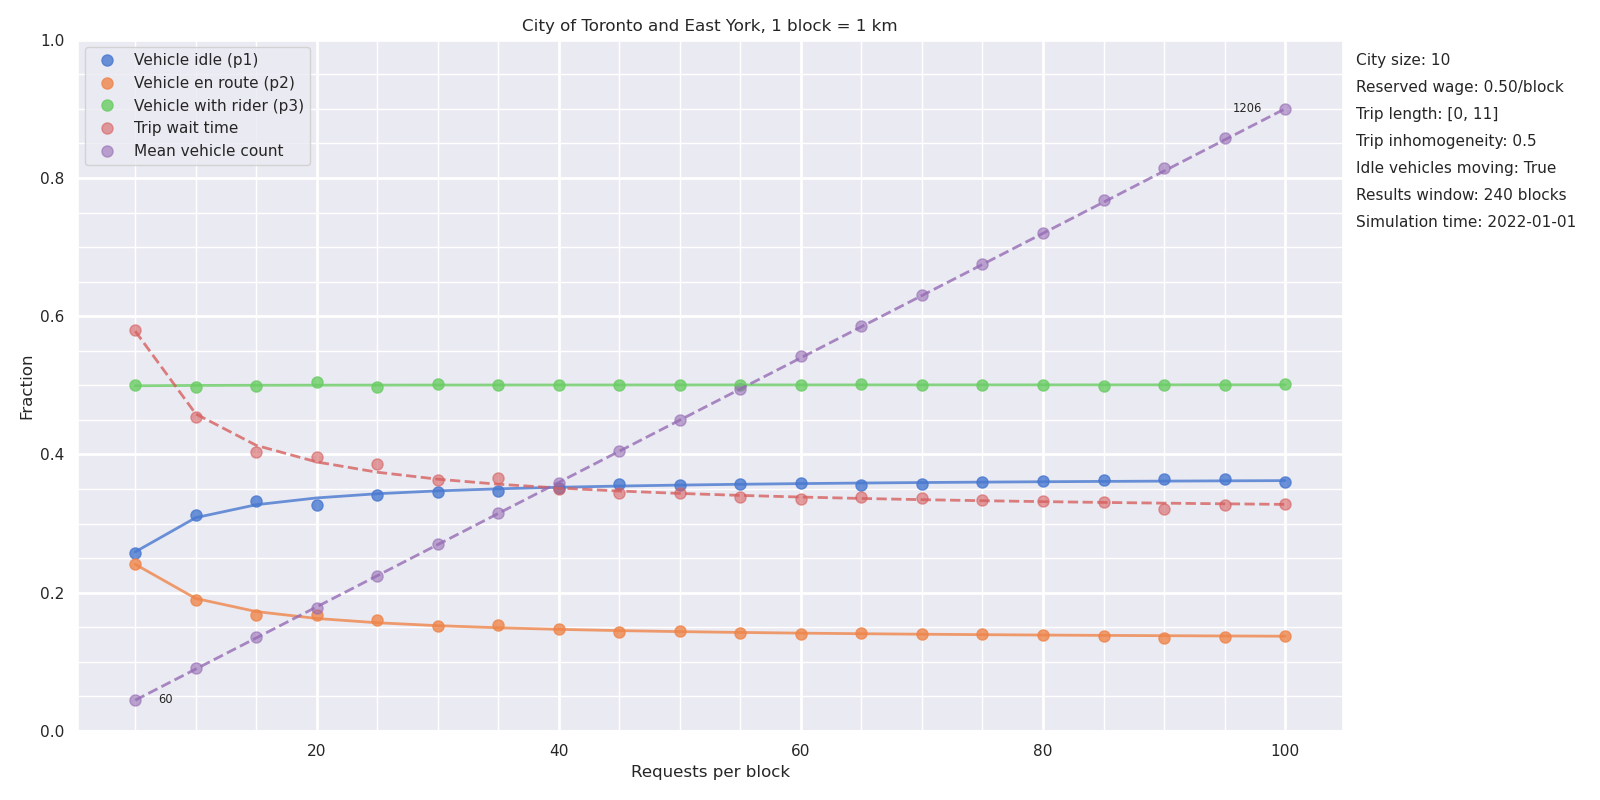 City of Toronto and East York, 1 block = 1 km
Vehicle idle (p1)
Vehicle en route (p2)
Vehicle with rider (p3)
Trip wait time
Mean vehicle count
City size: 10
Reserved wage: 0.50/block
Trip length: [0, 11]
Trip inhomogeneity: 0.5
Idle vehicles moving: True
Results window: 240 blocks
Simulation time: 2022-01-01
1206
60
Fraction
1.0
0.8
0.6
0.4
0.2
0.0
20
40
60
80
100
Requests per block